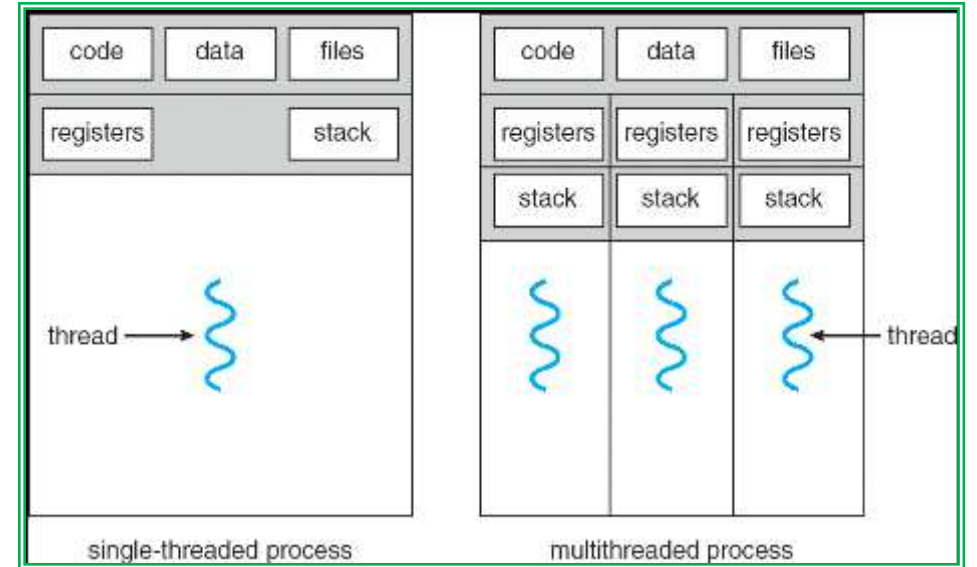 code data files
registers stack
thread
single-threaded process
code data files
registers registers registers
stack stack stack
thread
multithreaded process